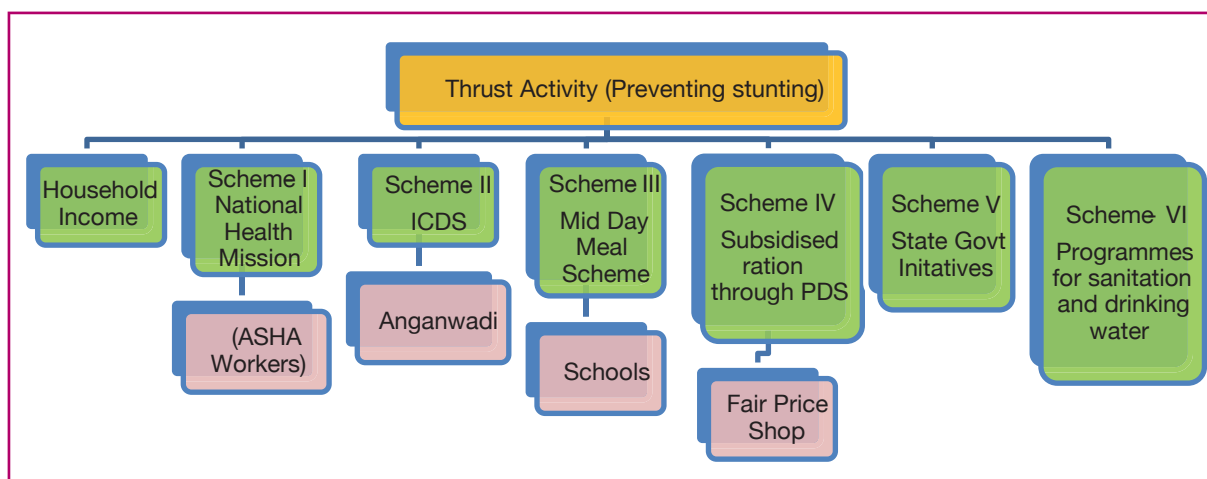 Thrust Activity (Preventing stunting)
Household
Income
Scheme I
National
Health
Mission
(ASHA
Workers)
Scheme II
ICDS
Anganwadi
Scheme III
Mid Day
Meal
Scheme
Schools
Scheme IV
Subsidised
ration
through PDS
Fair Price
Shop
Scheme V
State Govt
Initatives
Scheme- VI
Programmes
for sanitation
and drinking
water